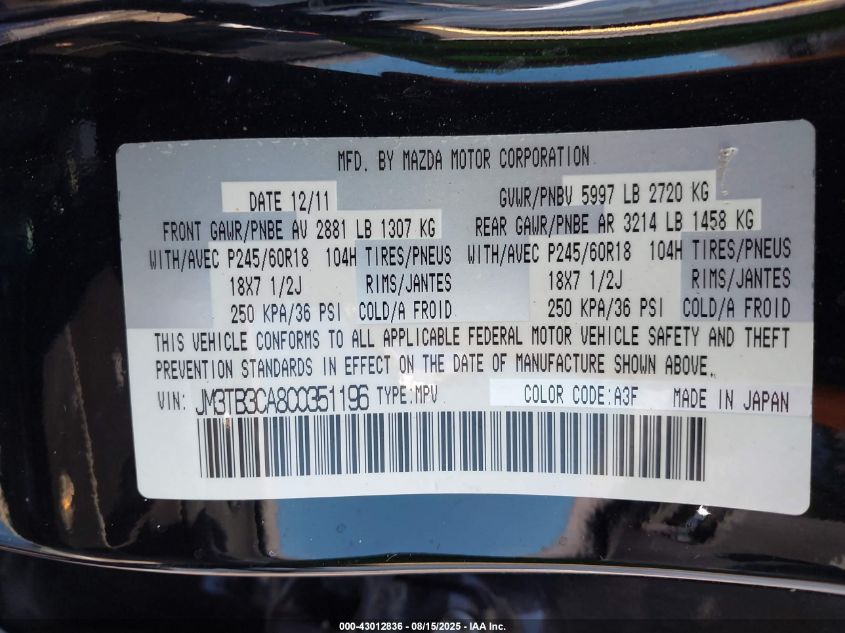 MFD. BY MAZDA MOTOR CORPORATION
DATE 12/11 GVWR/PNBV 5997 LB 2720 KG
FRONT GAWR/PNBE AV 2881 LB 1307 KG REAR GAWR/PNBE AR 3214 LB 1458 KG
WITH/AVEC P245/60R18 104H TIRES/PNEUS WITH/AVEC P245/60R18 104H TIRES/PNEUS
18X7 1/2J RIMS/JANTES 18X7 1/2J RIMS/JANTES
250 KPA/36 PSI COLD/A FROID 250 KPA/36 PSI COLD/A FROID
THIS VEHICLE CONFORMS TO ALL APPLICABLE FEDERAL MOTOR VEHICLE SAFETY AND THEFT
PREVENTION STANDARDS IN EFFECT ON THE DATE OF MANUFACTURE SHOWN ABOVE.
VIN: JM3TB3CA8C0351196 TYPE:MPV COLOR CODE:A3F MADE IN JAPAN
000-43012836 - 08/15/2025 - IAA Inc.